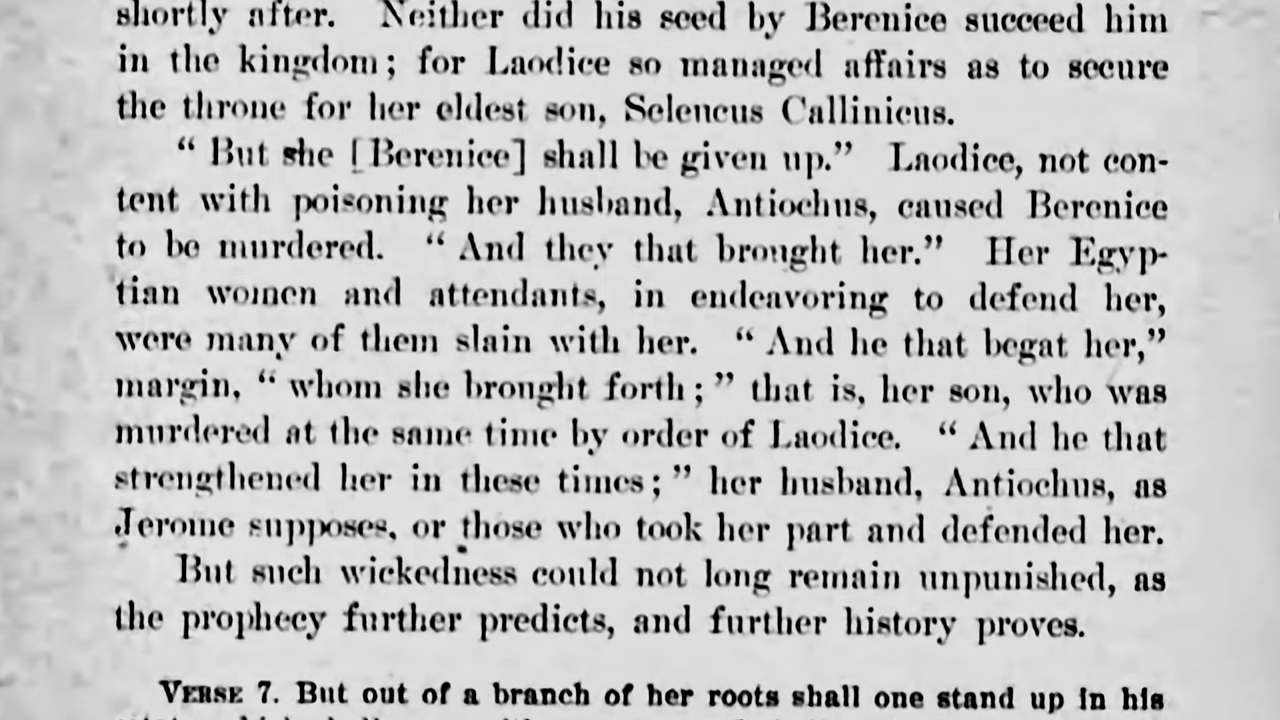 shortly after. Neither did his seed by Berenice succeed him
in the kingdom; for Laodice so managed affairs as to secure
the throne for her eldest son, Seleucus Callinicus.
“ But she [Berenice] shall be given up.” Laodice, not con-
tent with poisoning her husband, Antiochus, caused Berenice
to be murdered. “ And they that brought her.” Her Egyp-
tian women and attendants, in endeavoring to defend her,
were many of them slain with her. “ And he that begat her,”
margin, “ whom she brought forth; ” that is, her son, who was
murdered at the same time by order of Laodice. “ And he that
strengthened her in these times; ” her husband, Antiochus, as
Jerome supposes, or those who took her part and defended her.
But such wickedness could not long remain unpunished, as
the prophecy further predicts, and further history proves.
VERSE 7. But out of a branch of her roots shall one stand up in his